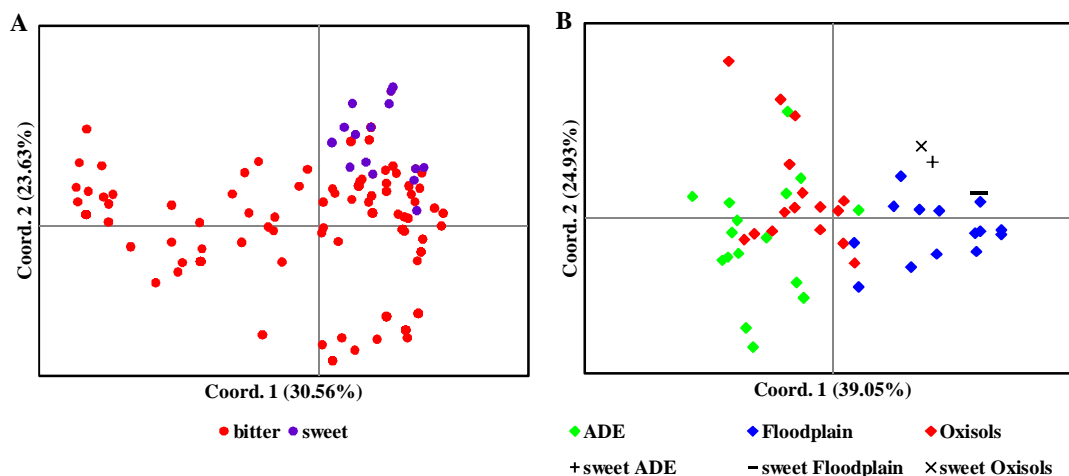 A
B
Coord. 2 (23.63%)
Coord. 2 (24.93%)
Coord. 1 (30.56%)
Coord. 1 (39.05%)
bitter sweet
ADE Floodplain Oxisols
sweet ADE sweet Floodplain sweet Oxisols